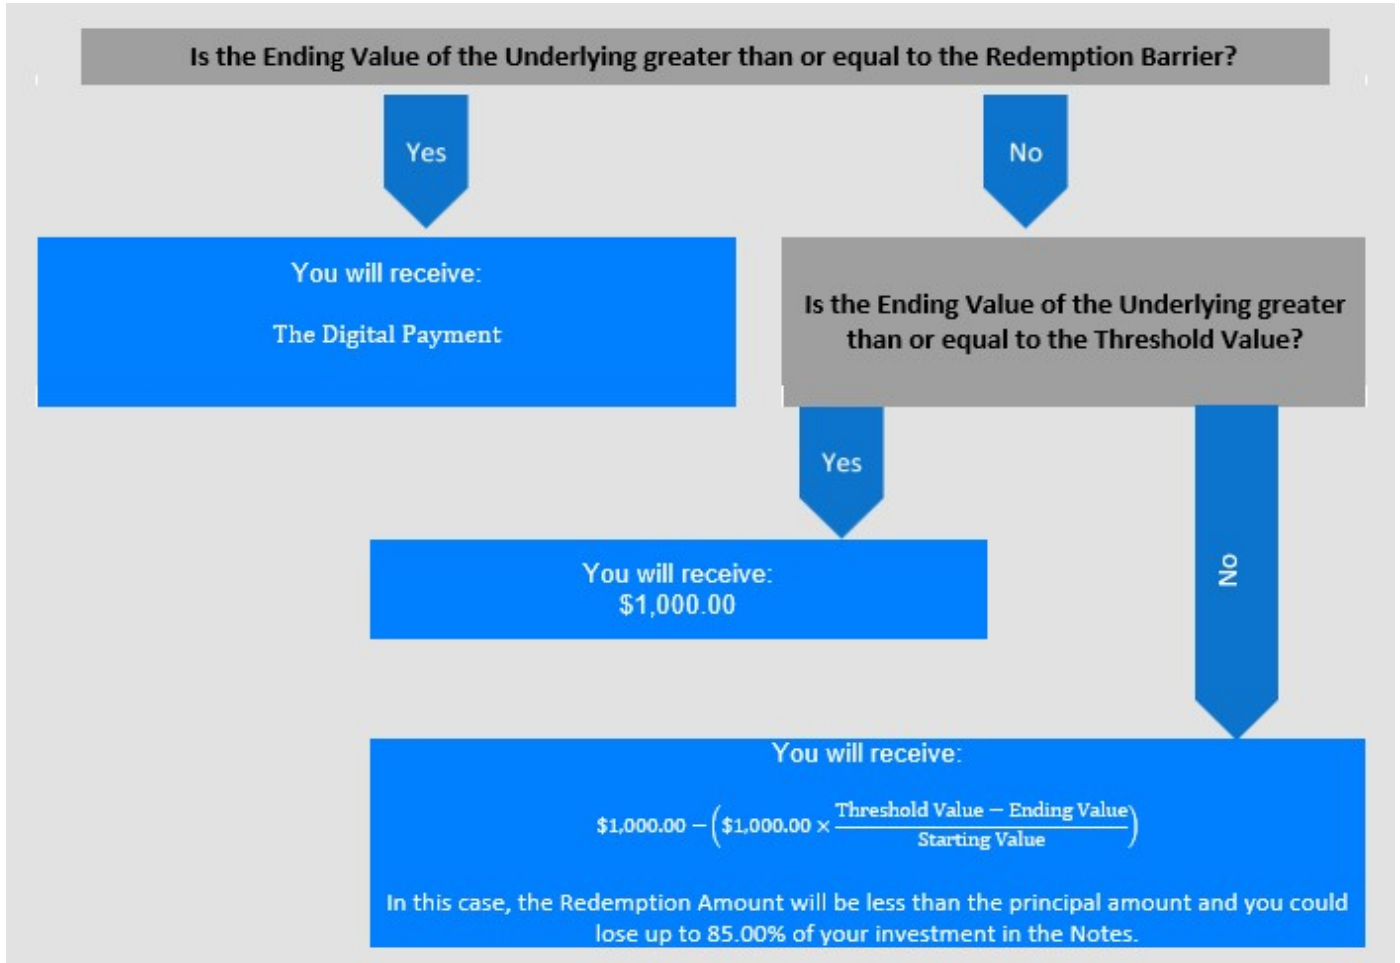 Is the Ending Value of the Underlying greater than or equal to the Redemption Barrier?
Yes
No
You will receive:
The Digital Payment
Is the Ending Value of the Underlying greater
than or equal to the Threshold Value?
Yes
No
You will receive:
$1,000.00
You will receive:
$1,000.00 − ($1,000.00 × (Threshold Value − Ending Value) / Starting Value)
In this case, the Redemption Amount will be less than the principal amount and you could
lose up to 85.00% of your investment in the Notes.